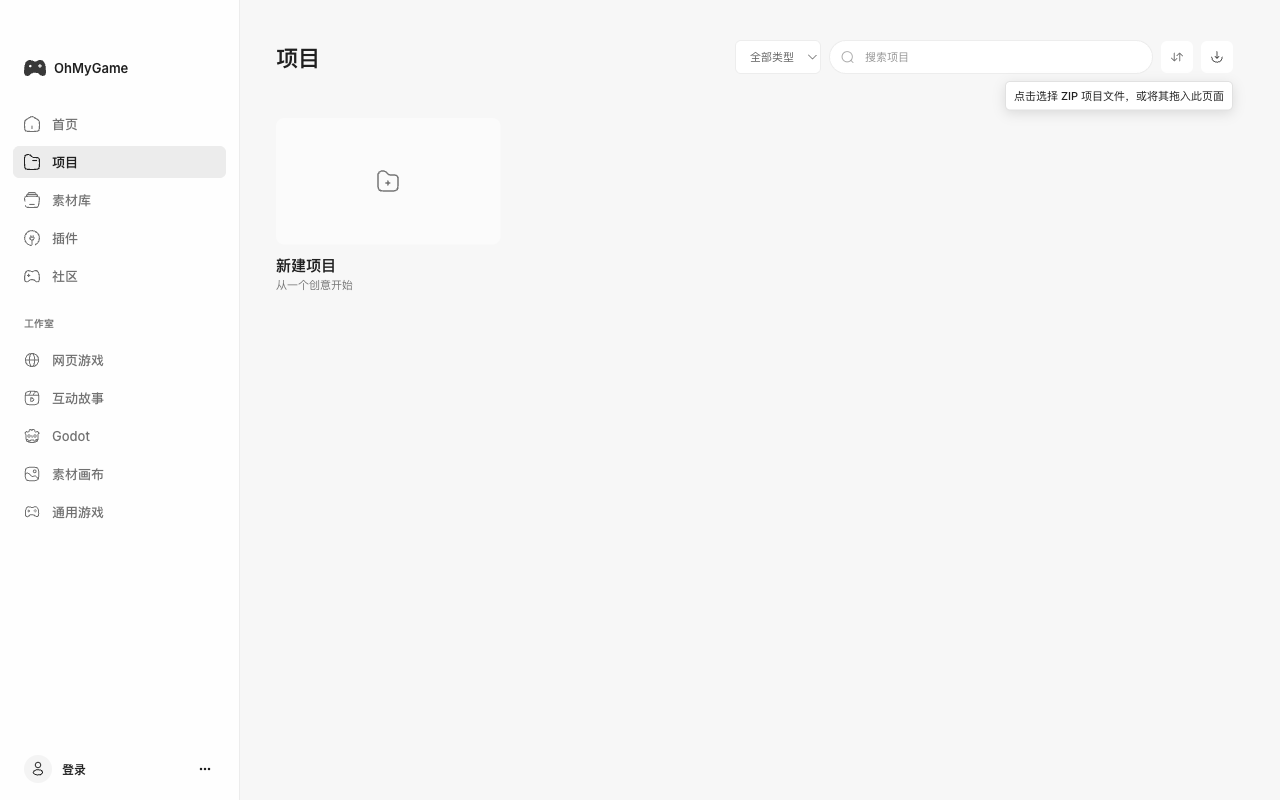 OhMyGame
首页
项目
素材库
插件
社区
工作室
网页游戏
互动故事
Godot
素材画布
通用游戏
登录
项目
全部类型
搜索项目
点击选择 ZIP 项目文件，或将其拖入此页面
新建项目
从一个创意开始